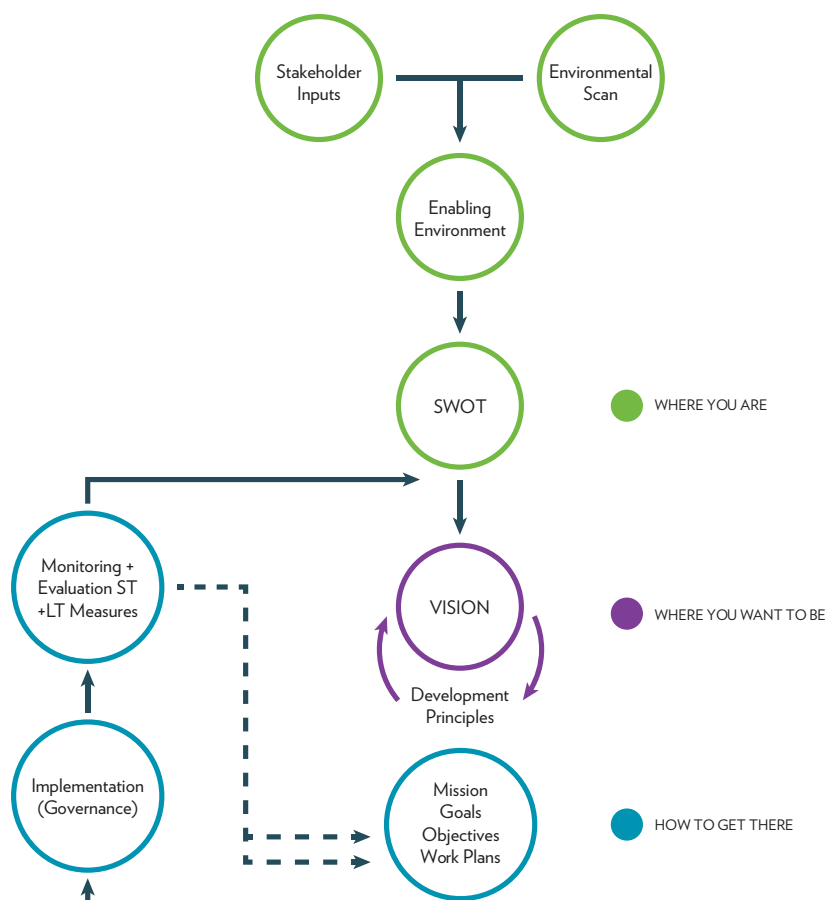 Stakeholder
Inputs
Environmental
Scan
Enabling
Environment
SWOT
WHERE YOU ARE
Monitoring +
Evaluation ST
+LT Measures
VISION
WHERE YOU WANT TO BE
Development
Principles
Implementation
(Governance)
Mission
Goals
Objectives
Work Plans
HOW TO GET THERE